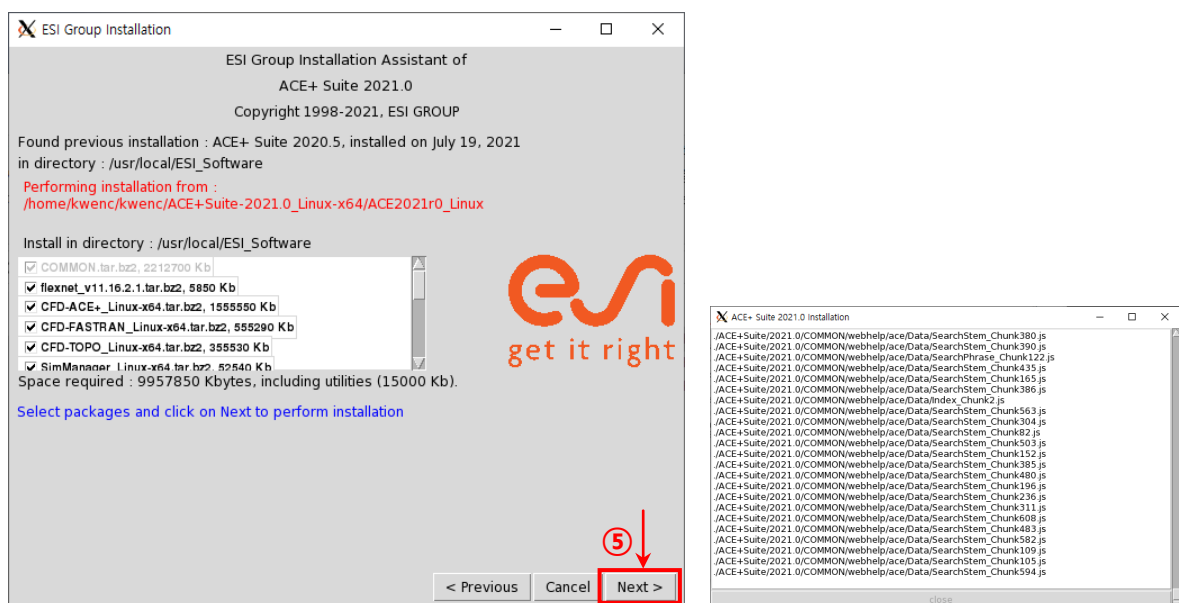 ESI Group Installation
ESI Group Installation Assistant of
ACE+ Suite 2021.0
Copyright 1998-2021, ESI GROUP
Found previous installation : ACE+ Suite 2020.5, installed on July 19, 2021
in directory : /usr/local/ESI_Software
Performing installation from :
/home/kwenc/kwenc/ACE+Suite-2021.0_Linux-x64/ACE2021r0_Linux
Install in directory : /usr/local/ESI_Software
COMMON.tar.bz2, 2212700 Kb
flexnet_v11.16.2.1.tar.bz2, 5850 Kb
CFD-ACE+_Linux-x64.tar.bz2, 1555550 Kb
CFD-FASTRAN_Linux-x64.tar.bz2, 555290 Kb
CFD-TOPO_Linux-x64.tar.bz2, 355530 Kb
SimManager_Linux-x64.tar.bz2, 52540 Kb
esi
get it right
Space required : 9957850 Kbytes, including utilities (15000 Kb).
Select packages and click on Next to perform installation
⑤
< Previous
Cancel
Next >
ACE+ Suite 2021.0 Installation
./ACE+Suite/2021.0/COMMON/webhelp/ace/Data/SearchStem_Chunk380.js
./ACE+Suite/2021.0/COMMON/webhelp/ace/Data/SearchStem_Chunk390.js
./ACE+Suite/2021.0/COMMON/webhelp/ace/Data/SearchPhrase_Chunk122.js
./ACE+Suite/2021.0/COMMON/webhelp/ace/Data/SearchStem_Chunk435.js
./ACE+Suite/2021.0/COMMON/webhelp/ace/Data/SearchStem_Chunk165.js
./ACE+Suite/2021.0/COMMON/webhelp/ace/Data/SearchStem_Chunk386.js
./ACE+Suite/2021.0/COMMON/webhelp/ace/Data/Index_Chunk2.js
./ACE+Suite/2021.0/COMMON/webhelp/ace/Data/SearchStem_Chunk563.js
./ACE+Suite/2021.0/COMMON/webhelp/ace/Data/SearchStem_Chunk304.js
./ACE+Suite/2021.0/COMMON/webhelp/ace/Data/SearchStem_Chunk82.js
./ACE+Suite/2021.0/COMMON/webhelp/ace/Data/SearchStem_Chunk503.js
./ACE+Suite/2021.0/COMMON/webhelp/ace/Data/SearchStem_Chunk152.js
./ACE+Suite/2021.0/COMMON/webhelp/ace/Data/SearchStem_Chunk385.js
./ACE+Suite/2021.0/COMMON/webhelp/ace/Data/SearchStem_Chunk480.js
./ACE+Suite/2021.0/COMMON/webhelp/ace/Data/SearchStem_Chunk196.js
./ACE+Suite/2021.0/COMMON/webhelp/ace/Data/SearchStem_Chunk236.js
./ACE+Suite/2021.0/COMMON/webhelp/ace/Data/SearchStem_Chunk311.js
./ACE+Suite/2021.0/COMMON/webhelp/ace/Data/SearchStem_Chunk608.js
./ACE+Suite/2021.0/COMMON/webhelp/ace/Data/SearchStem_Chunk483.js
./ACE+Suite/2021.0/COMMON/webhelp/ace/Data/SearchStem_Chunk582.js
./ACE+Suite/2021.0/COMMON/webhelp/ace/Data/SearchStem_Chunk109.js
./ACE+Suite/2021.0/COMMON/webhelp/ace/Data/SearchStem_Chunk105.js
./ACE+Suite/2021.0/COMMON/webhelp/ace/Data/SearchStem_Chunk594.js
close